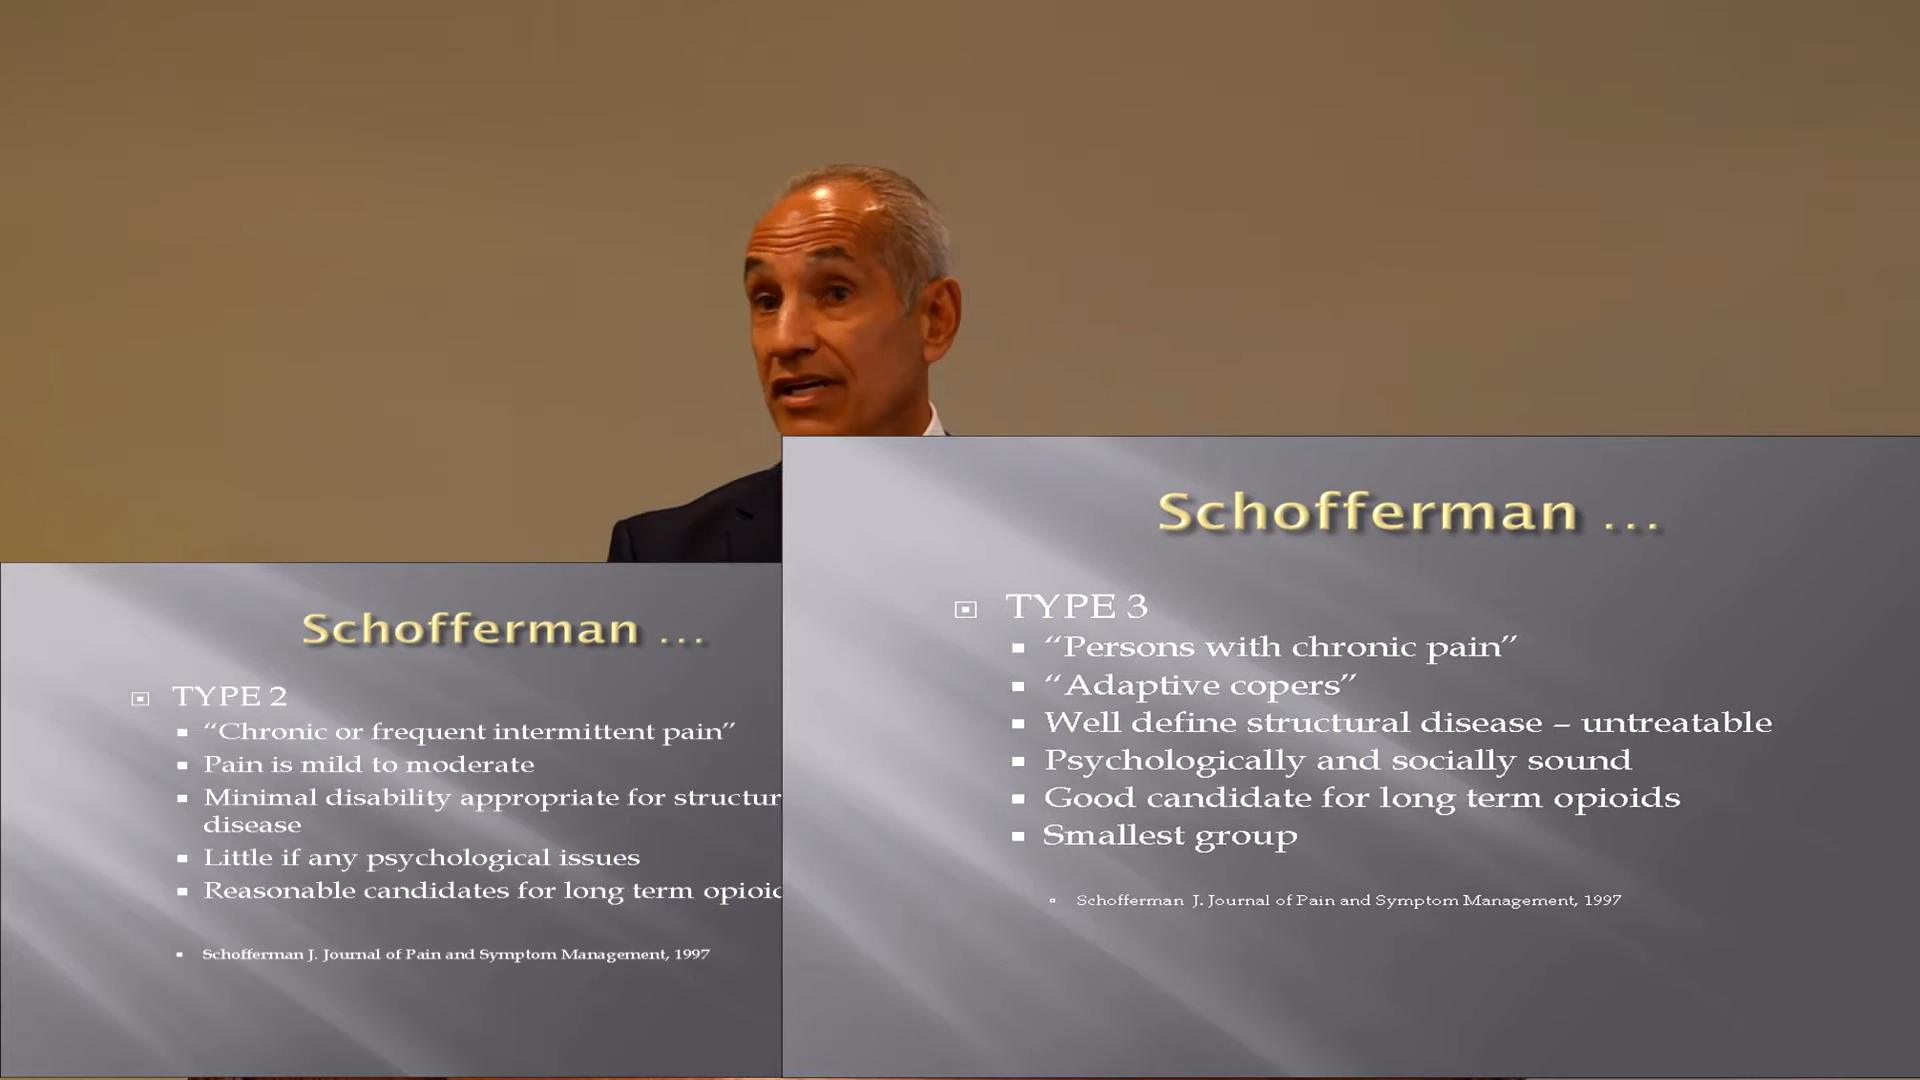 Schofferman ...
TYPE 2
“Chronic or frequent intermittent pain”
Pain is mild to moderate
Minimal disability appropriate for
disease
Little if any psychological issues
Reasonable candidates for long term
Schofferman J. Journal of Pain and Symptom Management, 1997
Schofferman ...
TYPE 3
“Persons with chronic pain”
“Adaptive copers”
Well define structural disease – untreatable
Psychologically and socially sound
Good candidate for long term opioids
Smallest group
Schofferman J. Journal of Pain and Symptom Management, 1997